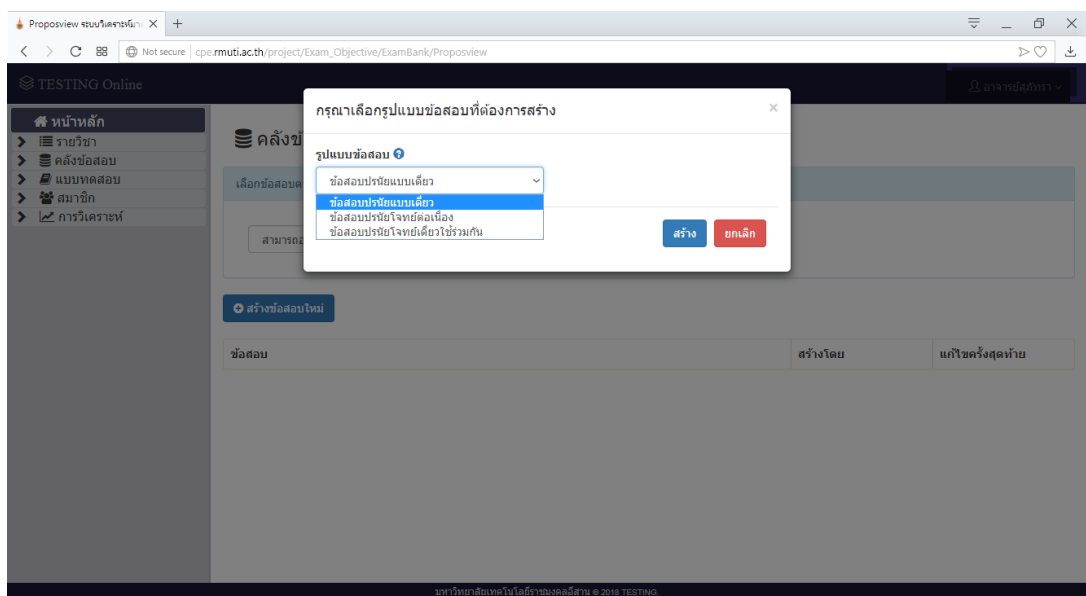 Proposview ระบบวิเคราะห์มา
Not secure cpe.rmuti.ac.th/project/Exam_Objective/ExamBank/Proposview
TESTING Online
อาจารย์สุภัทรา
หน้าหลัก
รายวิชา
คลังข้อสอบ
แบบทดสอบ
สมาชิก
การวิเคราะห์
คลังข้
เลือกข้อสอบต
สามารถ
กรุณาเลือกรูปแบบข้อสอบที่ต้องการสร้าง
รูปแบบข้อสอบ
ข้อสอบปรนัยแบบเดี่ยว
ข้อสอบปรนัยแบบเดี่ยว
ข้อสอบปรนัยโจทย์ต่อเนื่อง
ข้อสอบปรนัยโจทย์เดี่ยวใช้ร่วมกัน
สร้าง ยกเลิก
สร้างข้อสอบใหม่
ข้อสอบ สร้างโดย แก้ไขครั้งสุดท้าย
มหาวิทยาลัยเทคโนโลยีราชมงคลอีสาน © 2018 TESTING.